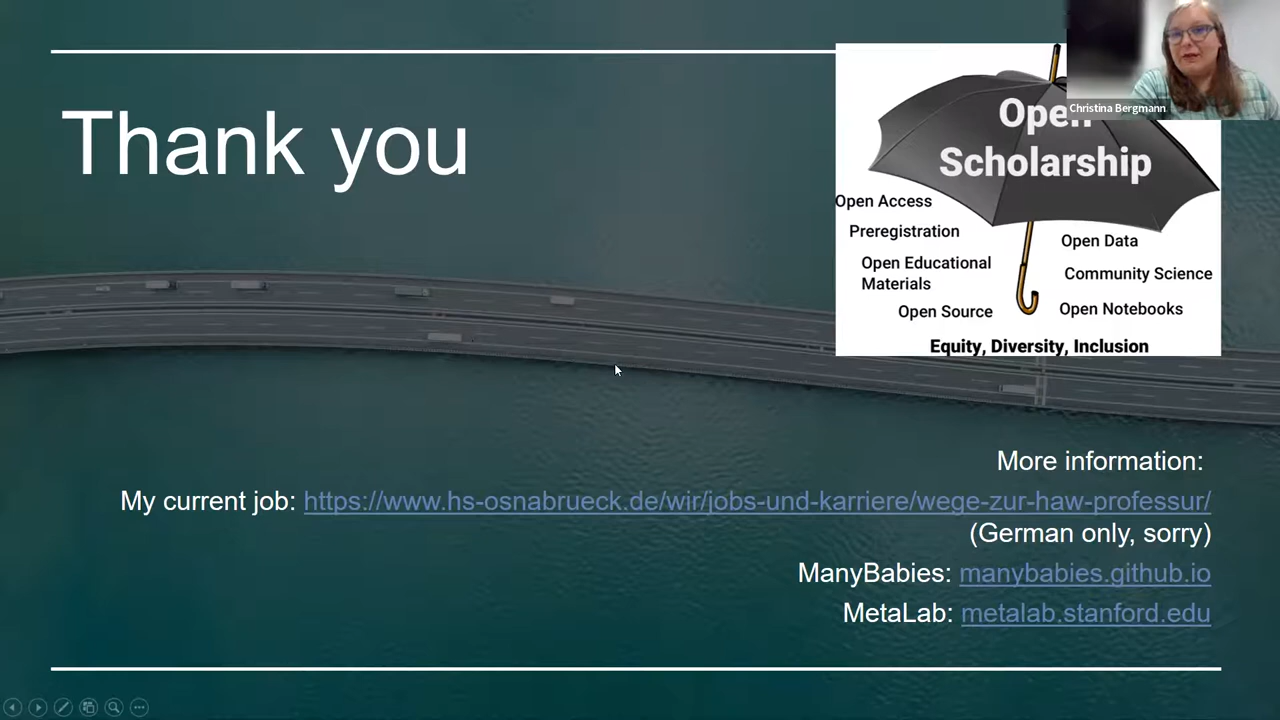 Thank you
Open
Scholarship
Christina Bergmann
Open Access
Preregistration
Open Educational
Materials
Open Source
Open Data
Community Science
Open Notebooks
Equity, Diversity, Inclusion
More information:
My current job: https://www.hs-osnabrueck.de/wir/jobs-und-karriere/wege-zur-haw-professur/
(German only, sorry)
ManyBabies: manybabies.github.io
MetaLab: metalab.stanford.edu